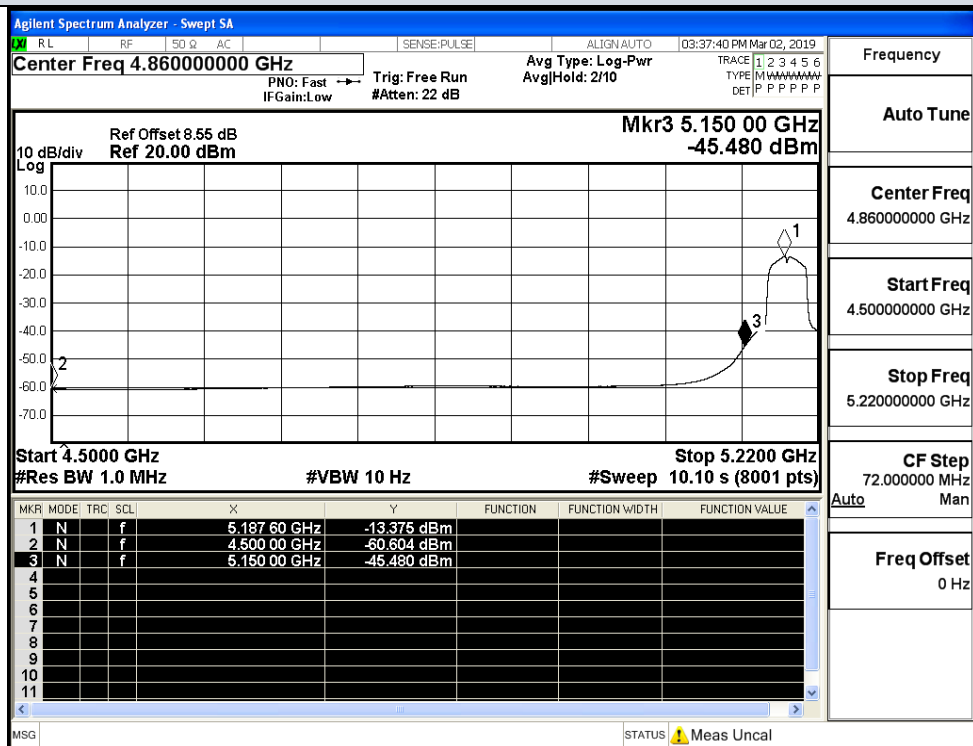 Agilent Spectrum Analyzer - Swept SA
LXI RL RF 50 Ω AC SENSE:PULSE ALIGN AUTO 03:37:40 PM Mar 02, 2019
Center Freq 4.860000000 GHz
PNO: Fast
IFGain:Low
Trig: Free Run
#Atten: 22 dB
Avg Type: Log-Pwr
Avg|Hold: 2/10
TRACE 1 2 3 4 5 6
TYPE M
DET P P P P P P
Ref Offset 8.55 dB
10 dB/div Ref 20.00 dBm
Log
Mkr3 5.150 00 GHz
-45.480 dBm
10.0
0.00
-10.0
-20.0
-30.0
-40.0
-50.0
-60.0
-70.0
1
2
3
Start 4.5000 GHz Stop 5.2200 GHz
#Res BW 1.0 MHz #VBW 10 Hz #Sweep 10.10 s (8001 pts)
MKR MODE TRC SCL X Y FUNCTION FUNCTION WIDTH FUNCTION VALUE
1 N f 5.187 60 GHz -13.375 dBm
2 N f 4.500 00 GHz -60.604 dBm
3 N f 5.150 00 GHz -45.480 dBm
4
5
6
7
8
9
10
11
MSG STATUS Meas Uncal
Frequency
Auto Tune
Center Freq
4.860000000 GHz
Start Freq
4.500000000 GHz
Stop Freq
5.220000000 GHz
CF Step
72.000000 MHz
Auto Man
Freq Offset
0 Hz